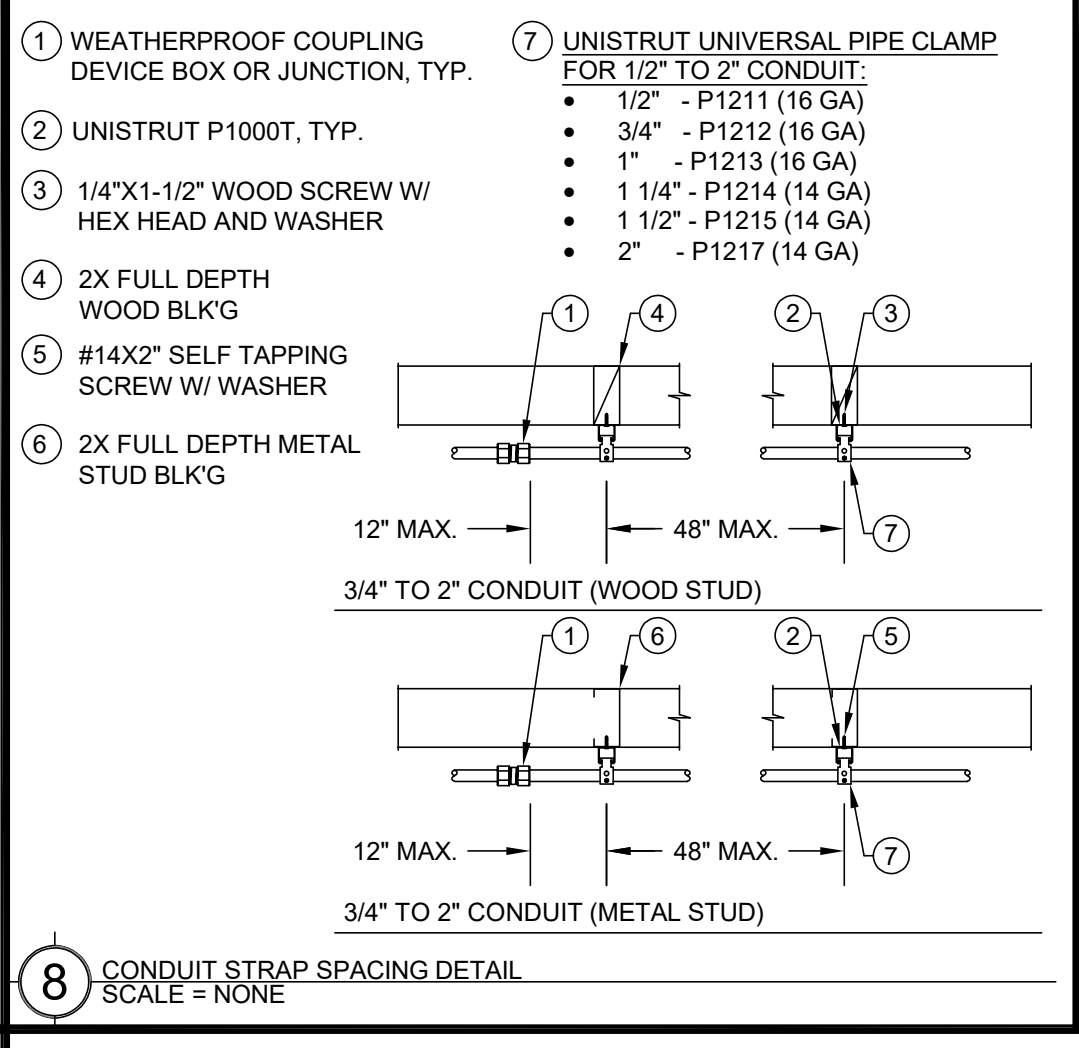 1 WEATHERPROOF COUPLING
DEVICE BOX OR JUNCTION, TYP.
2 UNISTRUT P1000T, TYP.
3 1/4"X1-1/2" WOOD SCREW W/
HEX HEAD AND WASHER
4 2X FULL DEPTH
WOOD BLK'G
5 #14X2" SELF TAPPING
SCREW W/ WASHER
6 2X FULL DEPTH METAL
STUD BLK'G
7 UNISTRUT UNIVERSAL PIPE CLAMP
FOR 1/2" TO 2" CONDUIT:
• 1/2" - P1211 (16 GA)
• 3/4" - P1212 (16 GA)
• 1" - P1213 (16 GA)
• 1 1/4" - P1214 (14 GA)
• 1 1/2" - P1215 (14 GA)
• 2" - P1217 (14 GA)
1 4 2 3
12" MAX. 48" MAX. 7
3/4" TO 2" CONDUIT (WOOD STUD)
1 6 2 5
12" MAX. 48" MAX. 7
3/4" TO 2" CONDUIT (METAL STUD)
8 CONDUIT STRAP SPACING DETAIL
SCALE = NONE